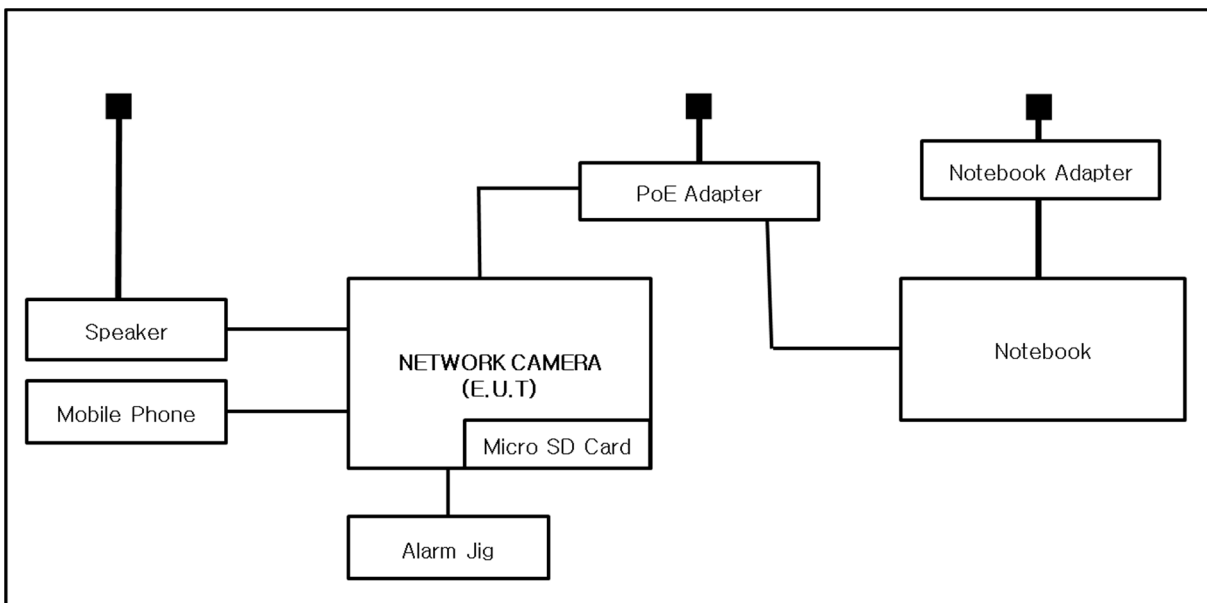 Notebook Adapter
PoE Adapter
Speaker
NETWORK CAMERA
(E.U.T)
Notebook
Mobile Phone
Micro SD Card
Alarm Jig